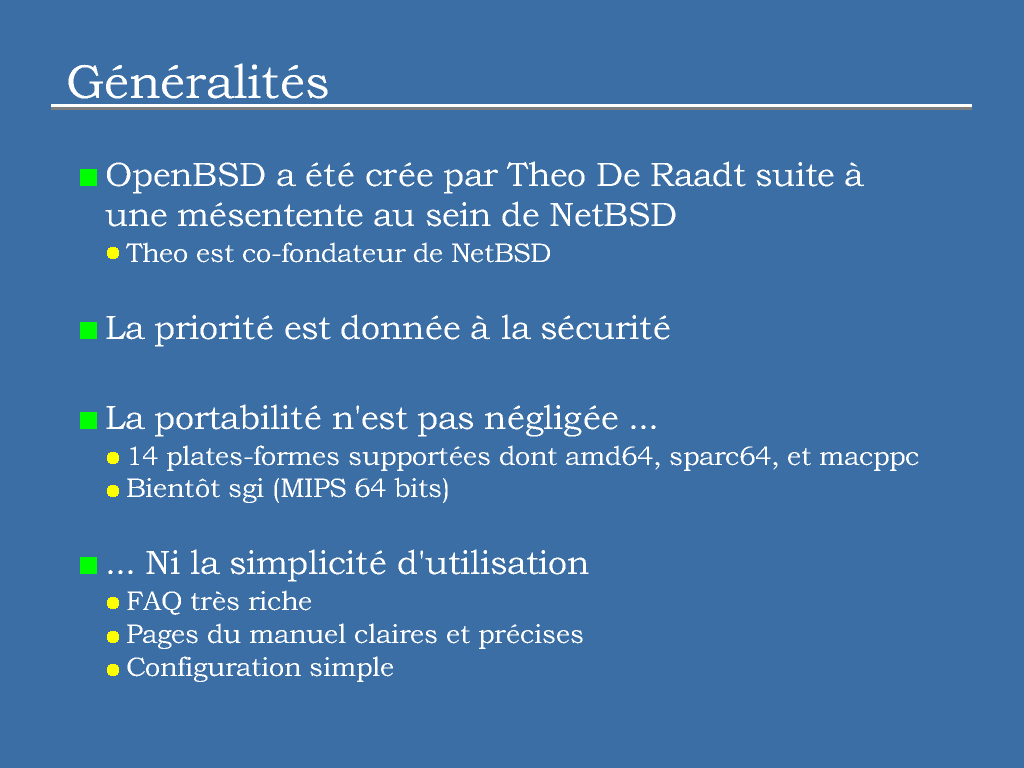 Généralités
OpenBSD a été crée par Theo De Raadt suite à
une mésentente au sein de NetBSD
Theo est co-fondateur de NetBSD
La priorité est donnée à la sécurité
La portabilité n'est pas négligée ...
14 plates-formes supportées dont amd64, sparc64, et macppc
Bientôt sgi (MIPS 64 bits)
... Ni la simplicité d'utilisation
FAQ très riche
Pages du manuel claires et précises
Configuration simple